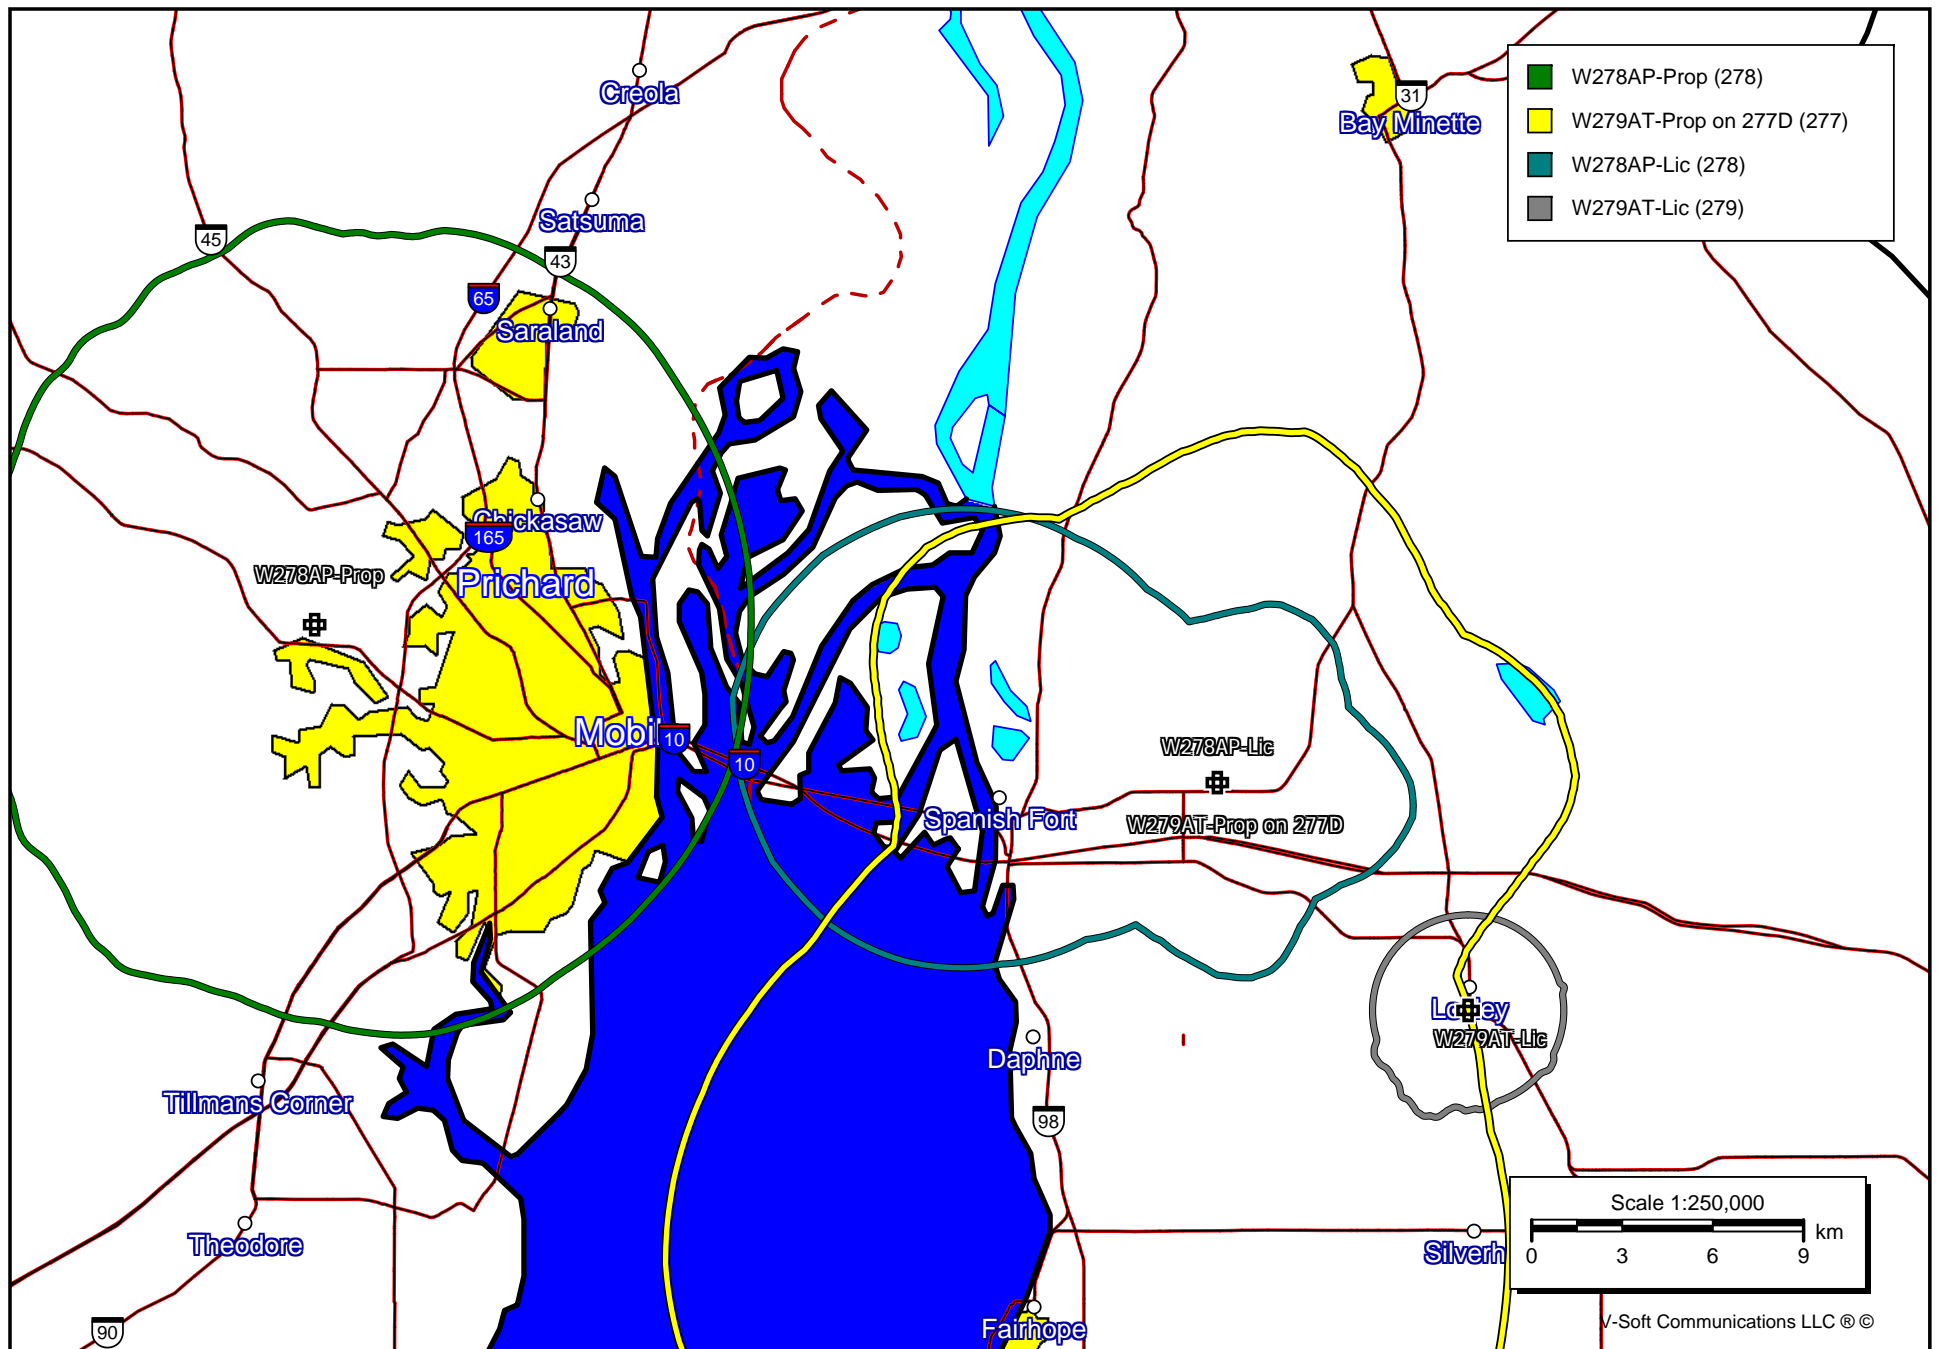 W278AP-Prop (278)
W279AT-Prop on 277D (277)
W278AP-Lic (278)
W279AT-Lic (279)
Creola
31
Bay Minette
Satsuma
45
43
65
Saraland
Chickasaw
165
W278AP-Prop
Prichard
Mobil
10
10
W278AP-Lic
Spanish Fort
W279AT-Prop on 277D
W279AT-Lic
Daphne
Tillmans Corner
98
Scale 1:250,000
km
0 3 6 9
Theodore
Silverh
90
Fairhope
V-Soft Communications LLC ® ©